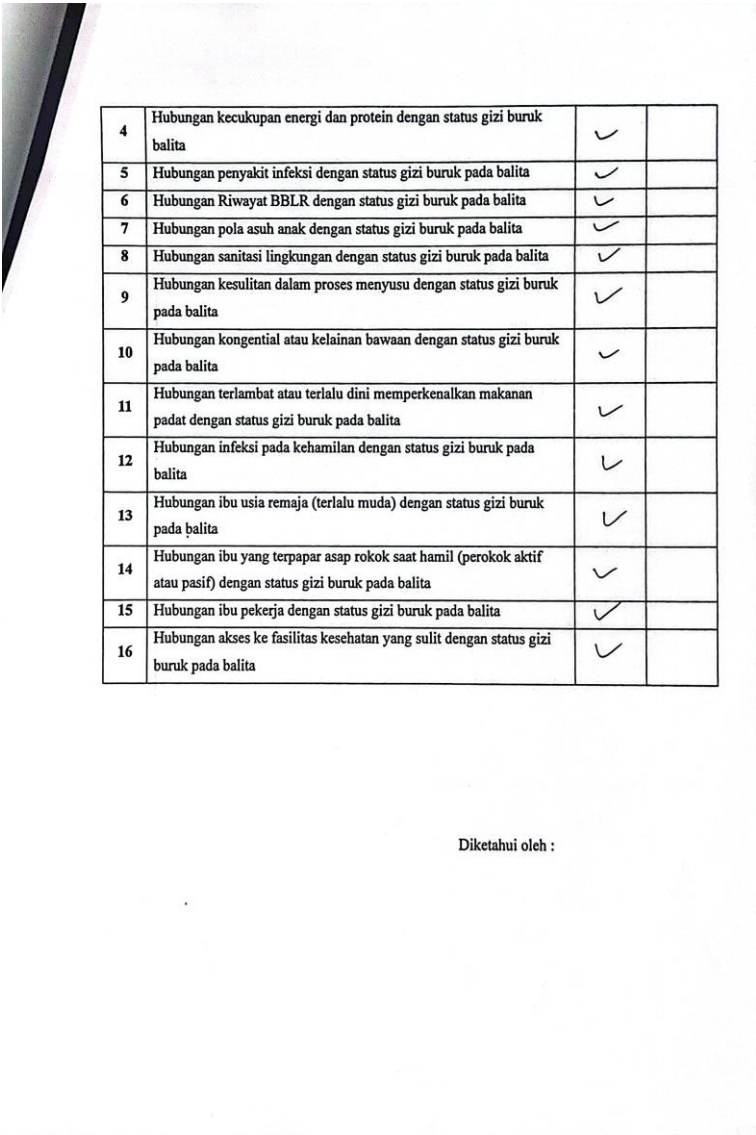 4 Hubungan kecukupan energi dan protein dengan status gizi buruk
balita ✓
5 Hubungan penyakit infeksi dengan status gizi buruk pada balita ✓
6 Hubungan Riwayat BBLR dengan status gizi buruk pada balita ✓
7 Hubungan pola asuh anak dengan status gizi buruk pada balita ✓
8 Hubungan sanitasi lingkungan dengan status gizi buruk pada balita ✓
9 Hubungan kesulitan dalam proses menyusu dengan status gizi buruk
pada balita ✓
10 Hubungan kongential atau kelainan bawaan dengan status gizi buruk
pada balita ✓
11 Hubungan terlambat atau terlalu dini memperkenalkan makanan
padat dengan status gizi buruk pada balita ✓
12 Hubungan infeksi pada kehamilan dengan status gizi buruk pada
balita ✓
13 Hubungan ibu usia remaja (terlalu muda) dengan status gizi buruk
pada balita ✓
14 Hubungan ibu yang terpapar asap rokok saat hamil (perokok aktif
atau pasif) dengan status gizi buruk pada balita ✓
15 Hubungan ibu pekerja dengan status gizi buruk pada balita ✓
16 Hubungan akses ke fasilitas kesehatan yang sulit dengan status gizi
buruk pada balita ✓
Diketahui oleh :